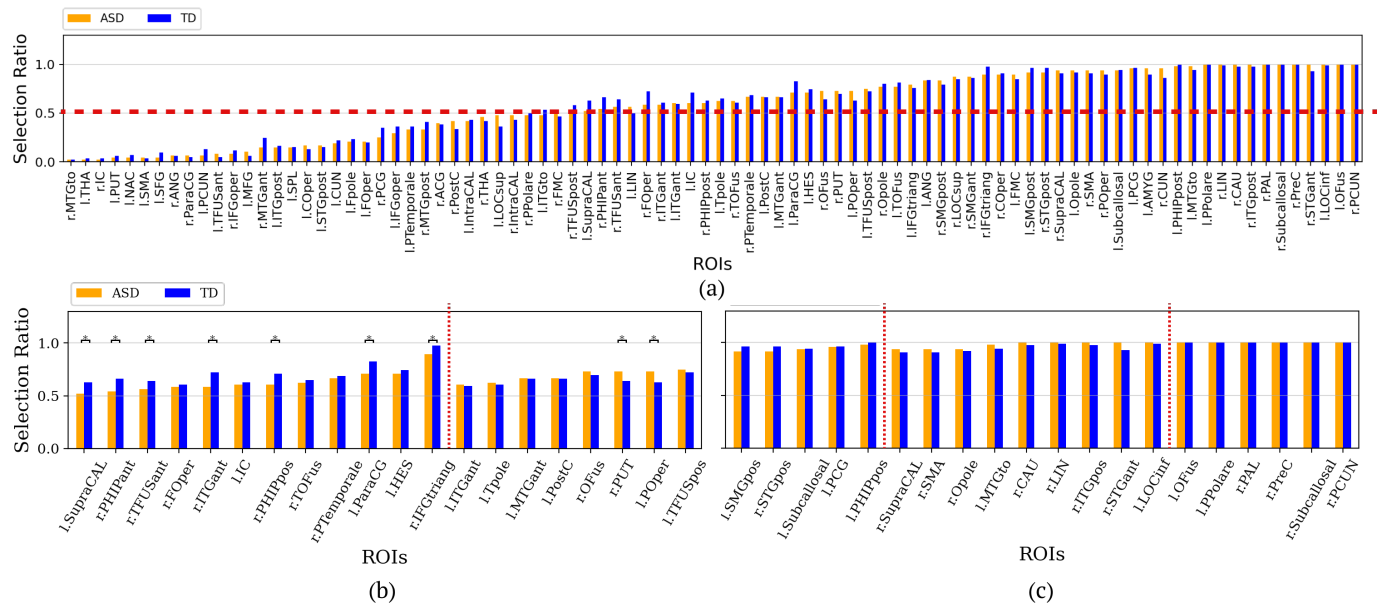 ASD TD
Selection Ratio
1.0
0.5
0.0
r.MTGto l.THA r.IC l.PUT l.NAC l.SMA l.SFG r.ANG r.ParaCG l.PCUN l.TFUSant r.IFGoper l.MFG r.MTGant l.ITGpost l.SPL l.COper l.STGpost l.CUN l.Fpole l.FOper r.PCG l.IFGoper l.PTemporale r.MTGpost r.ACG r.PostC l.IntraCAL r.THA l.LOCsup r.IntraCAL r.PPolare l.ITGto r.FMC r.TFUSpost l.SupraCAL r.PHIPant r.TFUSant l.LIN r.FOper r.ITGant l.ITGant l.IC r.PHIPpost l.Tpole r.TOFus r.PTemporale l.PostC l.MTGant l.ParaCG l.HES r.OFus r.PUT l.POper l.TFUSpost r.Opole l.TOFus l.IFGtriang l.ANG r.SMGpost r.LOCsup r.SMGant r.IFGtriang r.COper l.FMC l.SMGpost r.STGpost r.SupraCAL l.Opole r.SMA r.POper l.Subcallosal l.PCG l.AMYG r.CUN l.PHIPpost l.MTGto l.PPolare r.LIN r.CAU r.ITGpost r.PAL r.Subcallosal r.PreC r.STGant l.LOCinf l.OFus r.PCUN
ROIs
(a)
ASD TD
Selection Ratio
1.0
0.5
0.0
* * * * * * * * *
l.SupraCAL r.PHIPant r.TFUSant r.FOper r.ITGant l.IC r.PHIPpos r.TOFus r.PTemporale l.ParaCG l.HES r.IFGtriang l.ITGant l.Tpole l.MTGant l.PostC r.OFus r.PUT l.POper l.TFUSpos
ROIs
(b)
l.SMGpos r.STGpos l.Subcallosal l.PCG l.PHIPpos r.SupraCAL r.SMA r.Opole l.MTGto r.CAU r.LIN r.ITGpos r.STGant l.LOCinf l.OFus l.PPolare r.PAL r.PreC r.Subcallosal r.PCUN
ROIs
(c)